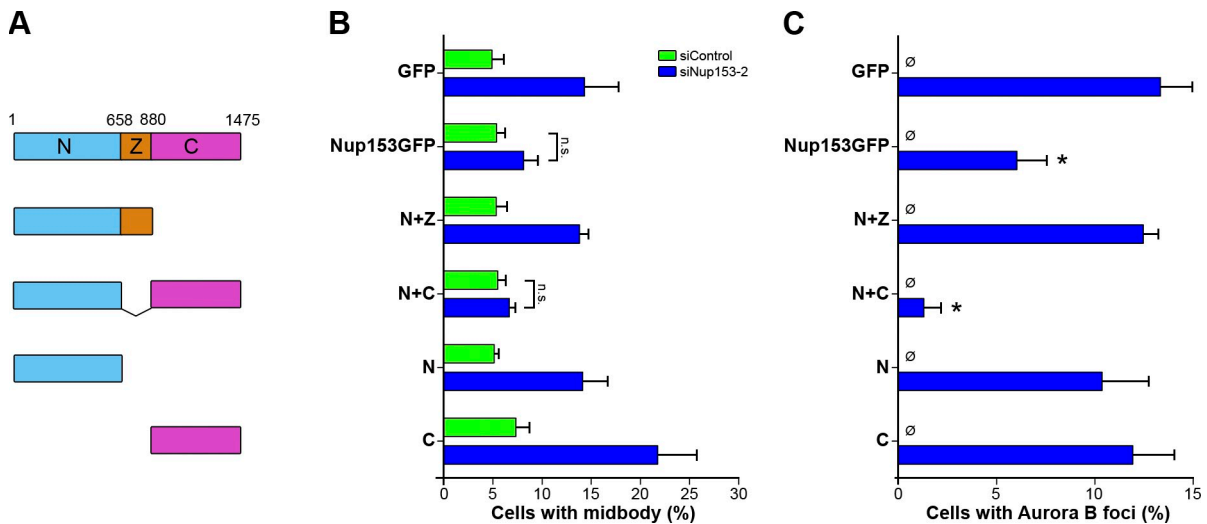 A
1 658 880 1475
N Z C
B
siControl
siNup153-2
GFP
Nup153GFP
n.s.
N+Z
N+C
n.s.
N
C
0 5 10 15 20 25 30
Cells with midbody (%)
C
GFP
ø
Nup153GFP
ø
*
N+Z
ø
N+C
ø
*
N
ø
C
ø
0 5 10 15
Cells with Aurora B foci (%)